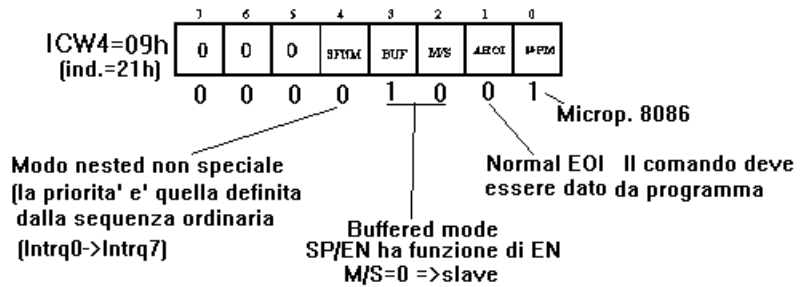 7 6 5 4 3 2 1 0
ICW4=09h 0 0 0 SFNM BUF M/S AEOI µPM
(ind.=21h)
0 0 0 0 1 0 0 1
Microp. 8086
Modo nested non speciale
(la priorita' e' quella definita
dalla sequenza ordinaria
(Intrq0->Intrq7)
Normal EOI Il comando deve
essere dato da programma
Buffered mode
SP/EN ha funzione di EN
M/S=0 =>slave